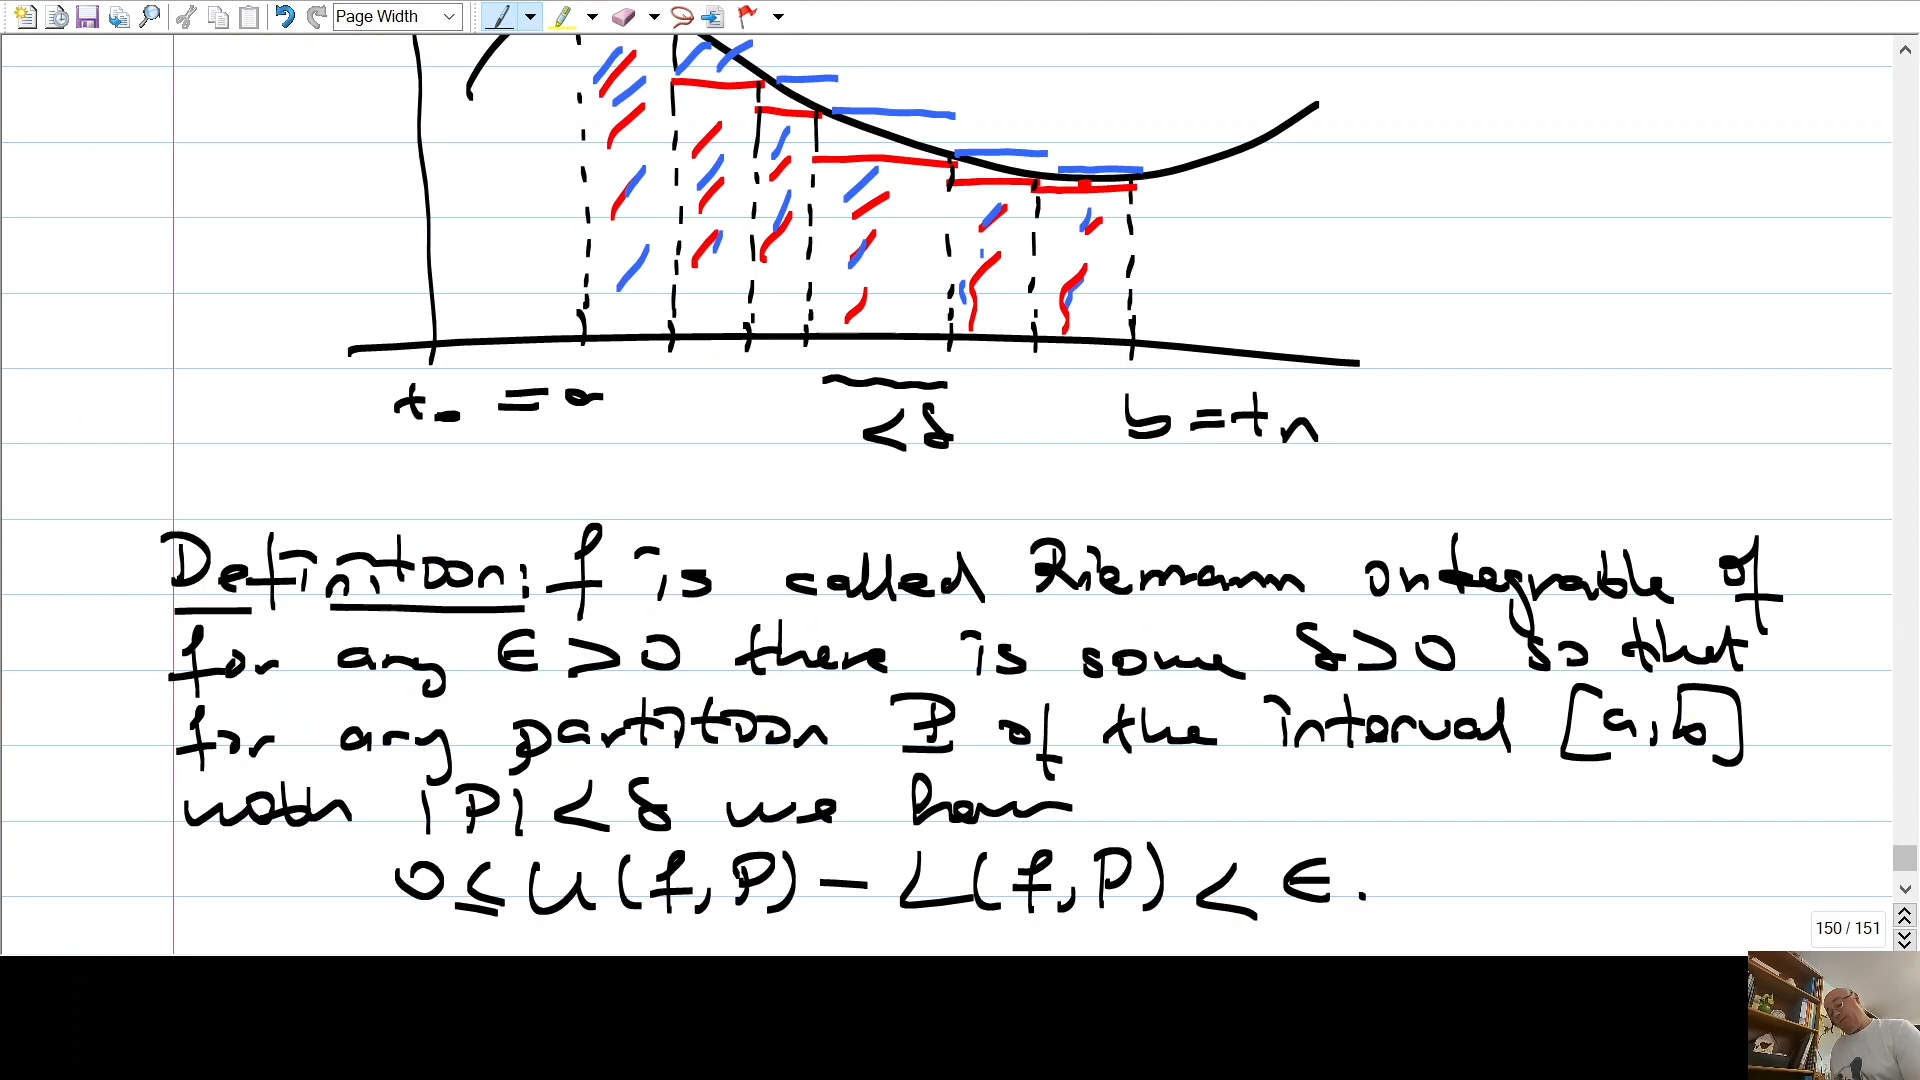 Page Width
t₀ = a
< δ
b = tₙ
Definition: f is called Riemann integrable if
for any ϵ > 0 there is some δ > 0 so that
for any partition P of the interval [a,b]
with |P| < δ we have
0 ≤ U(f,P) - L(f,P) < ϵ.
150 / 151